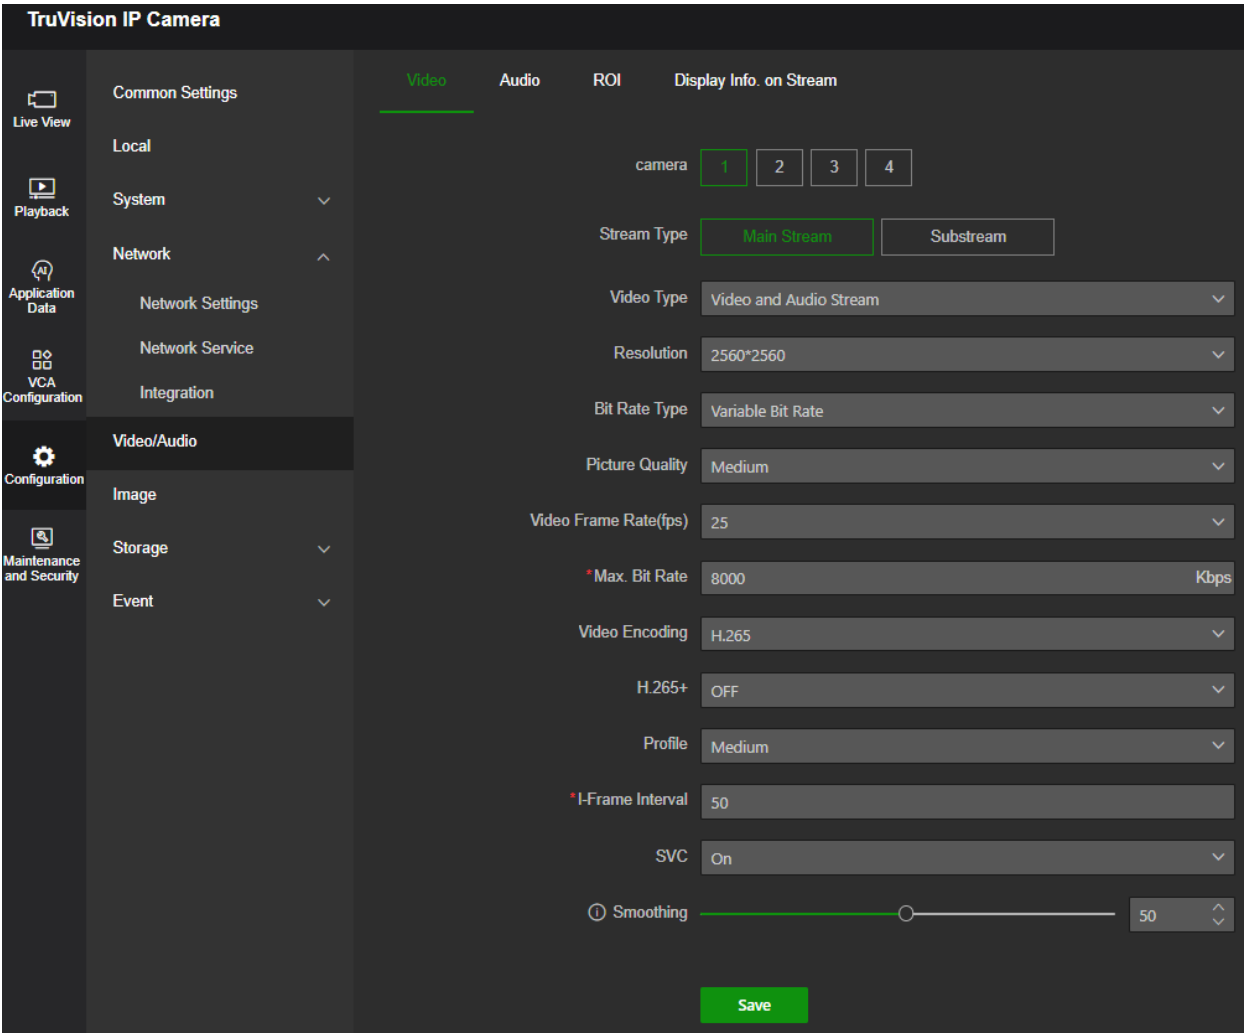 TruVision IP Camera
Live View
Playback
AI
Application
Data
VCA
Configuration
Configuration
Maintenance
and Security
Common Settings
Local
System
Network
Network Settings
Network Service
Integration
Video/Audio
Image
Storage
Event
Video Audio ROI Display Info. on Stream
camera 1 2 3 4
Stream Type Main Stream Substream
Video Type Video and Audio Stream
Resolution 2560*2560
Bit Rate Type Variable Bit Rate
Picture Quality Medium
Video Frame Rate(fps) 25
*Max. Bit Rate 8000 Kbps
Video Encoding H.265
H.265+ OFF
Profile Medium
*I-Frame Interval 50
SVC On
Smoothing 50
Save